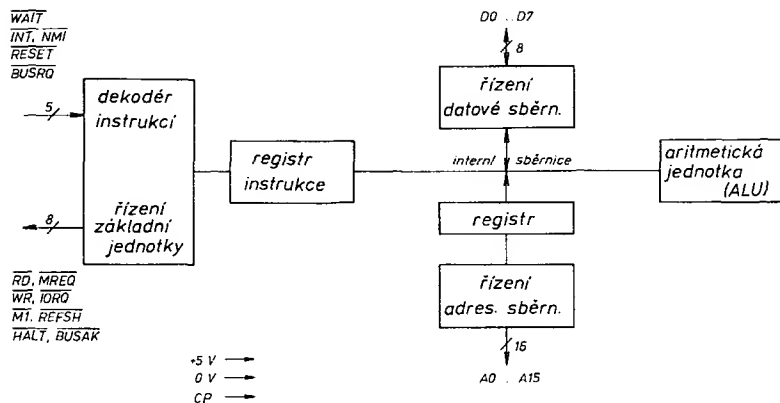 WAIT
INT, NMI
RESET
BUSRQ
5
dekodér
instrukcí
řízení
základní
jednotky
8
RD, MREQ
WR, IORQ
M1, REFSH
HALT, BUSAK
+5 V
0 V
CP
registr
instrukce
D0 .. D7
8
řízení
datové sběrn.
interní sběrnice
registr
řízení
adres. sběrn.
16
A0 .. A15
aritmetická
jednotka
(ALU)